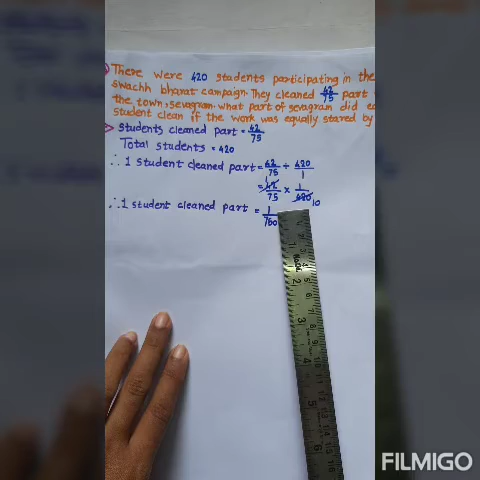 There were 420 students participating in the
swachh bharat campaign. They cleaned 42/75 part
the town, sevagram. what part of sevagram did
student clean if the work was equally stared by
students cleaned part = 42/75
Total students = 420
∴ 1 student cleaned part = 42/75 ÷ 420/1
= 42/75 × 1/420 10
∴ 1 student cleaned part = 1/750
FILMIGO